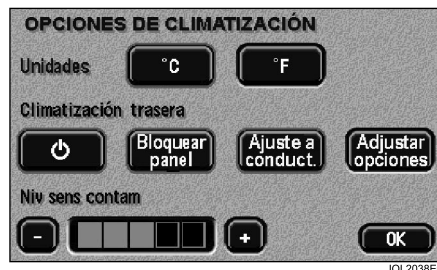 OPCIONES DE CLIMATIZACIÓN
Unidades °C °F
Climatización trasera
Bloquear panel
Ajuste a conduct.
Adjustar opciones
Niv sens contam
- + OK
JOL2038E